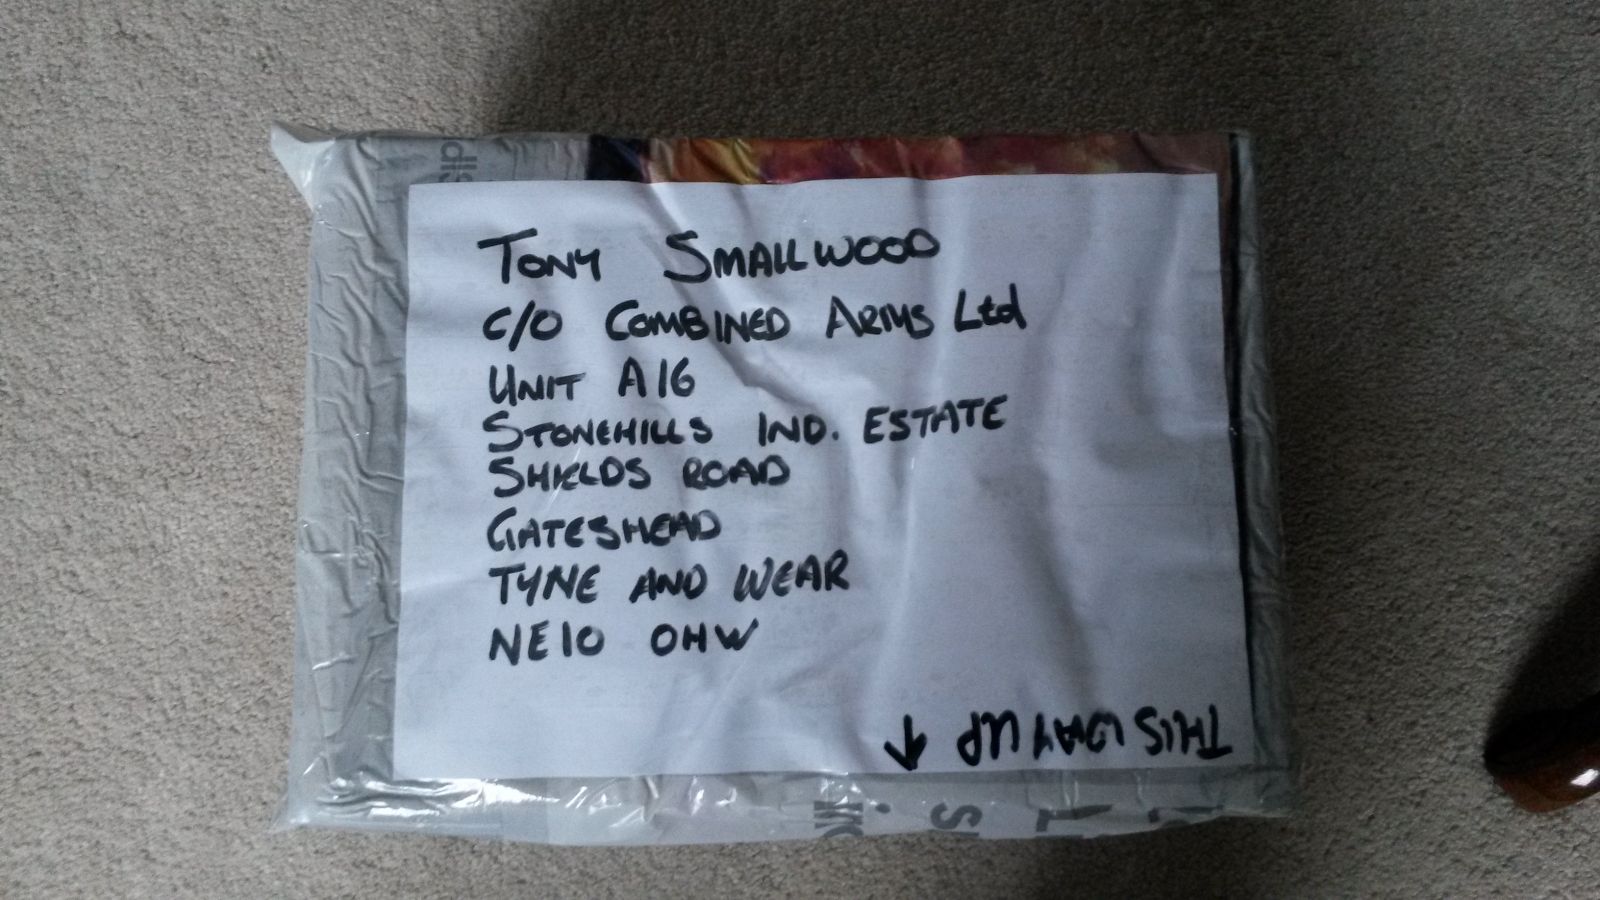 TONY SMALLWOOD
C/O COMBINED ARMS Ltd
UNIT A16
STONEHILLS IND. ESTATE
SHIELDS ROAD
GATESHEAD
TYNE AND WEAR
NE10 0HW
THIS WAY UP